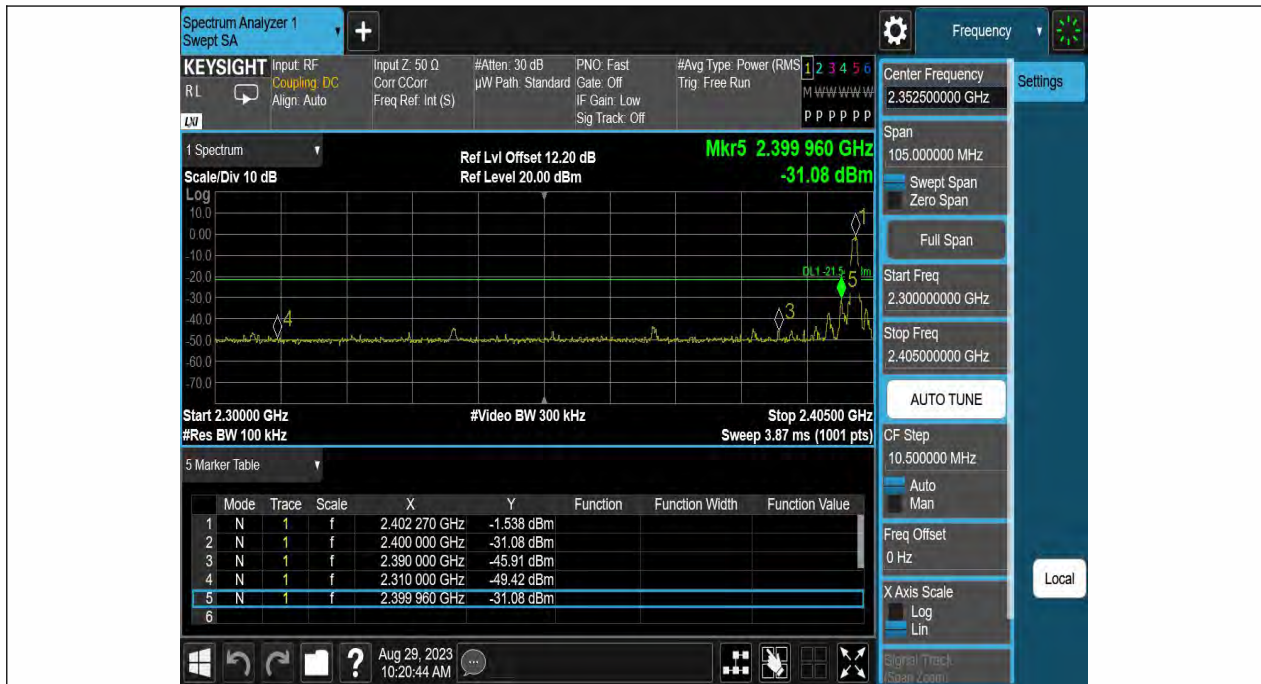 Spectrum Analyzer 1
Swept SA
+
Frequency
KEYSIGHT
RL
LXI
Input: RF
Coupling: DC
Align: Auto
Input Z: 50 Ω
Corr CCorr
Freq Ref: Int (S)
#Atten: 30 dB
µW Path: Standard
PNO: Fast
Gate: Off
IF Gain: Low
Sig Track: Off
#Avg Type: Power (RMS
Trig: Free Run
1 2 3 4 5 6
M W W W W W
P P P P P P
1 Spectrum
Scale/Div 10 dB
Ref Lvl Offset 12.20 dB
Ref Level 20.00 dBm
Mkr5 2.399 960 GHz
-31.08 dBm
Log
10.0
0.00
-10.0
-20.0
-30.0
-40.0
-50.0
-60.0
-70.0
1
DL1 -21.5
5
4
3
Start 2.30000 GHz
#Video BW 300 kHz
Stop 2.40500 GHz
#Res BW 100 kHz
Sweep 3.87 ms (1001 pts)
5 Marker Table
Mode Trace Scale X Y Function Function Width Function Value
1 N 1 f 2.402 270 GHz -1.538 dBm
2 N 1 f 2.400 000 GHz -31.08 dBm
3 N 1 f 2.390 000 GHz -45.91 dBm
4 N 1 f 2.310 000 GHz -49.42 dBm
5 N 1 f 2.399 960 GHz -31.08 dBm
6
Center Frequency
2.352500000 GHz
Settings
Span
105.000000 MHz
Swept Span
Zero Span
Full Span
Start Freq
2.300000000 GHz
Stop Freq
2.405000000 GHz
AUTO TUNE
CF Step
10.500000 MHz
Auto
Man
Freq Offset
0 Hz
X Axis Scale
Log
Lin
Signal Track
(Span Zoom)
Local
?
Aug 29, 2023
10:20:44 AM